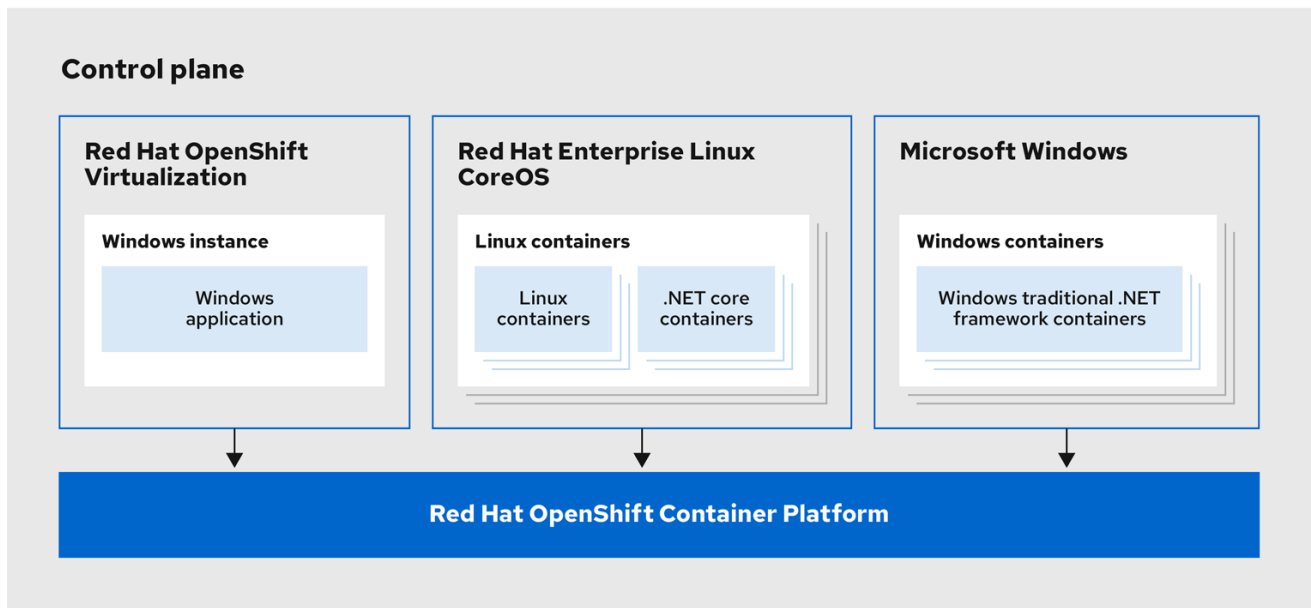 Control plane
Red Hat OpenShift
Virtualization
Windows instance
Windows
application
Red Hat Enterprise Linux
CoreOS
Linux containers
Linux
containers
.NET core
containers
Microsoft Windows
Windows containers
Windows traditional .NET
framework containers
Red Hat OpenShift Container Platform